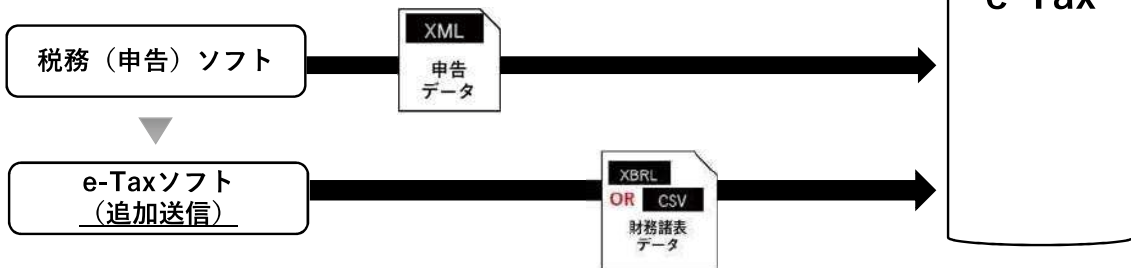 e-Tax
XML
税務（申告）ソフト
申告
データ
e-Taxソフト
（追加送信）
XBRL
OR CSV
財務諸表
データ